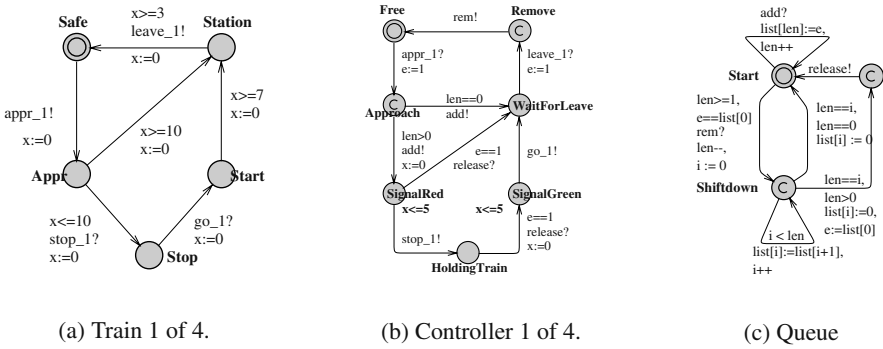 Safe
x>=3
leave_1!
x:=0
Station
appr_1!
x:=0
x>=10
x:=0
x>=7
x:=0
Appr
Start
x<=10
stop_1?
x:=0
go_1?
x:=0
Stop
(a) Train 1 of 4.
Free
rem!
Remove
C
appr_1?
e:=1
leave_1?
e:=1
C
Approach
len==0
add!
WaitForLeave
len>0
add!
x:=0
e==1
release?
go_1!
SignalRed
x<=5
SignalGreen
x<=5
stop_1!
e==1
release?
x:=0
HoldingTrain
(b) Controller 1 of 4.
add?
list[len]:=e,
len++
Start
release!
C
len>=1,
e==list[0]
rem?
len--,
i := 0
len==i,
len==0
list[i] := 0
Shiftdown
C
len==i,
len>0
list[i]:=0,
e:=list[0]
i < len
list[i]:=list[i+1],
i++
(c) Queue